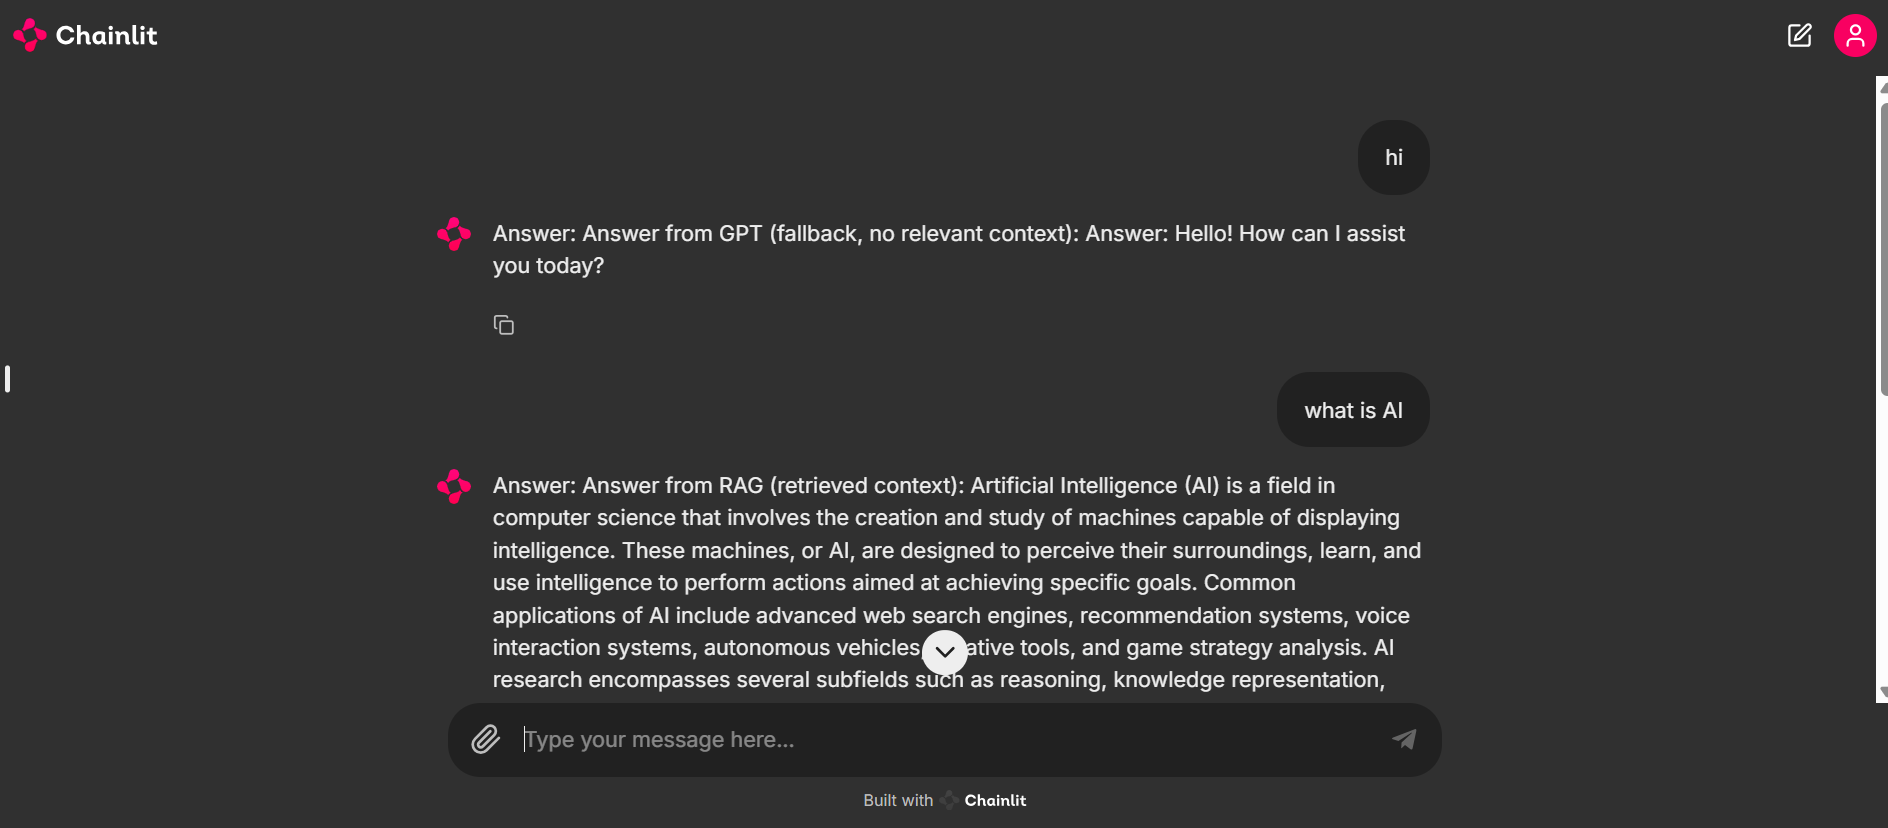 Chainlit
hi
Answer: Answer from GPT (fallback, no relevant context): Answer: Hello! How can I assist
you today?
what is AI
Answer: Answer from RAG (retrieved context): Artificial Intelligence (AI) is a field in
computer science that involves the creation and study of machines capable of displaying
intelligence. These machines, or AI, are designed to perceive their surroundings, learn, and
use intelligence to perform actions aimed at achieving specific goals. Common
applications of AI include advanced web search engines, recommendation systems, voice
interaction systems, autonomous vehicles, tools, and game strategy analysis. AI
research encompasses several subfields such as reasoning, knowledge representation,
Type your message here...
Built with Chainlit